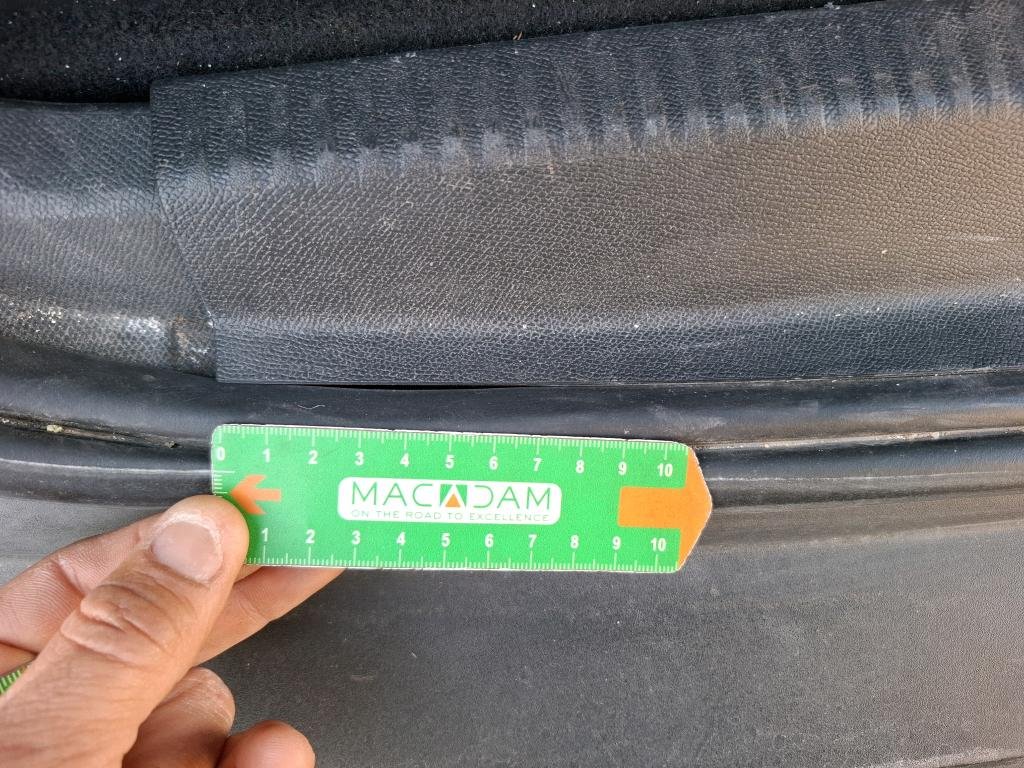 0 1 2 3 4 5 6 7 8 9 10
MACADAM
ON THE ROAD TO EXCELLENCE
1 2 3 4 5 6 7 8 9 10